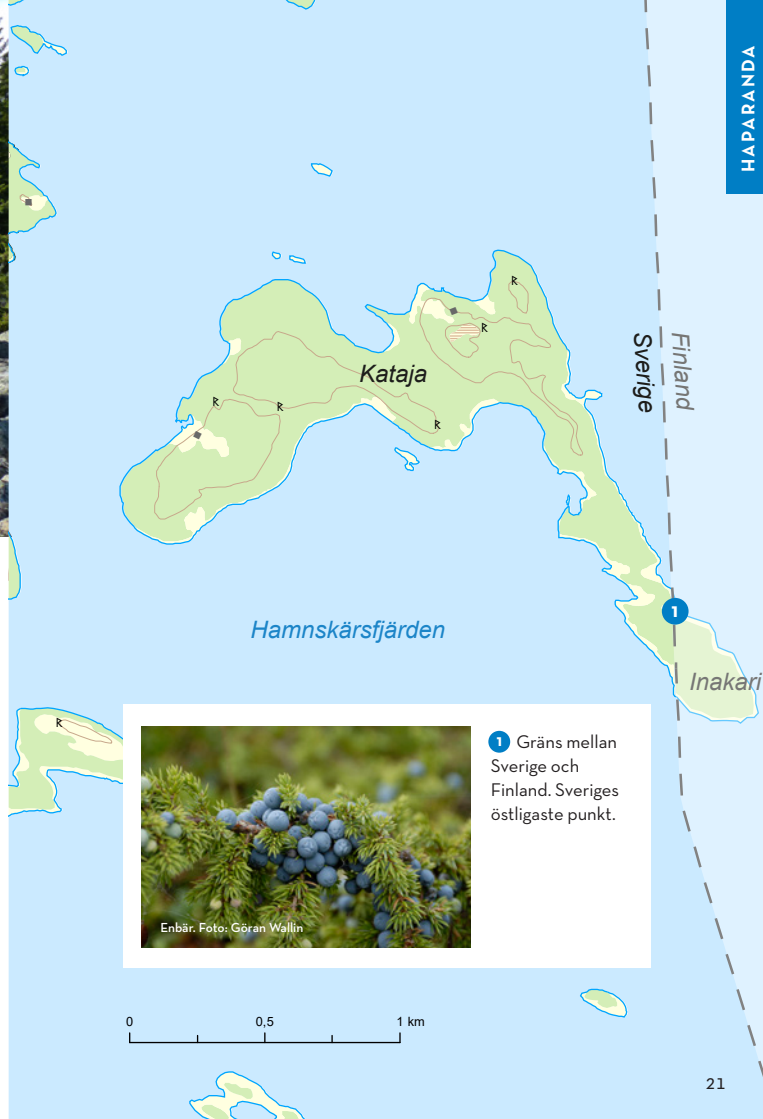 HAPARANDA
Finland
Sverige
R
R
Kataja
R
R
R
1
Hamnskärsfjärden
Inakari
R
1 Gräns mellan
Sverige och
Finland. Sveriges
östligaste punkt.
Enbär. Foto: Göran Wallin
0 0,5 1 km
21